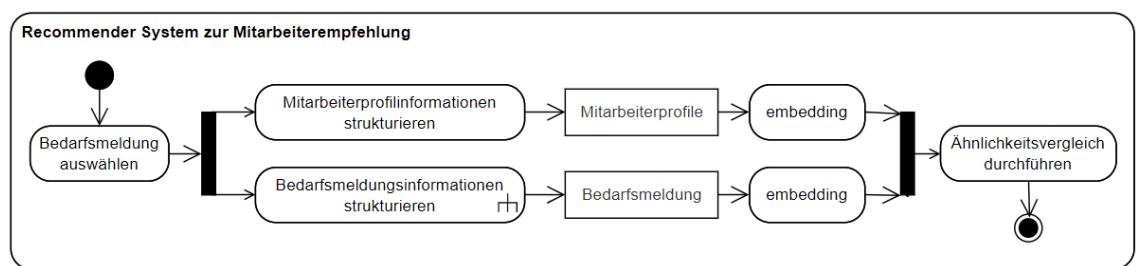 Recommender System zur Mitarbeiterempfehlung
Bedarfsmeldung
auswählen
Mitarbeiterprofilinformationen
strukturieren
Mitarbeiterprofile
embedding
Bedarfsmeldungsinformationen
strukturieren
Bedarfsmeldung
embedding
Ähnlichkeitsvergleich
durchführen